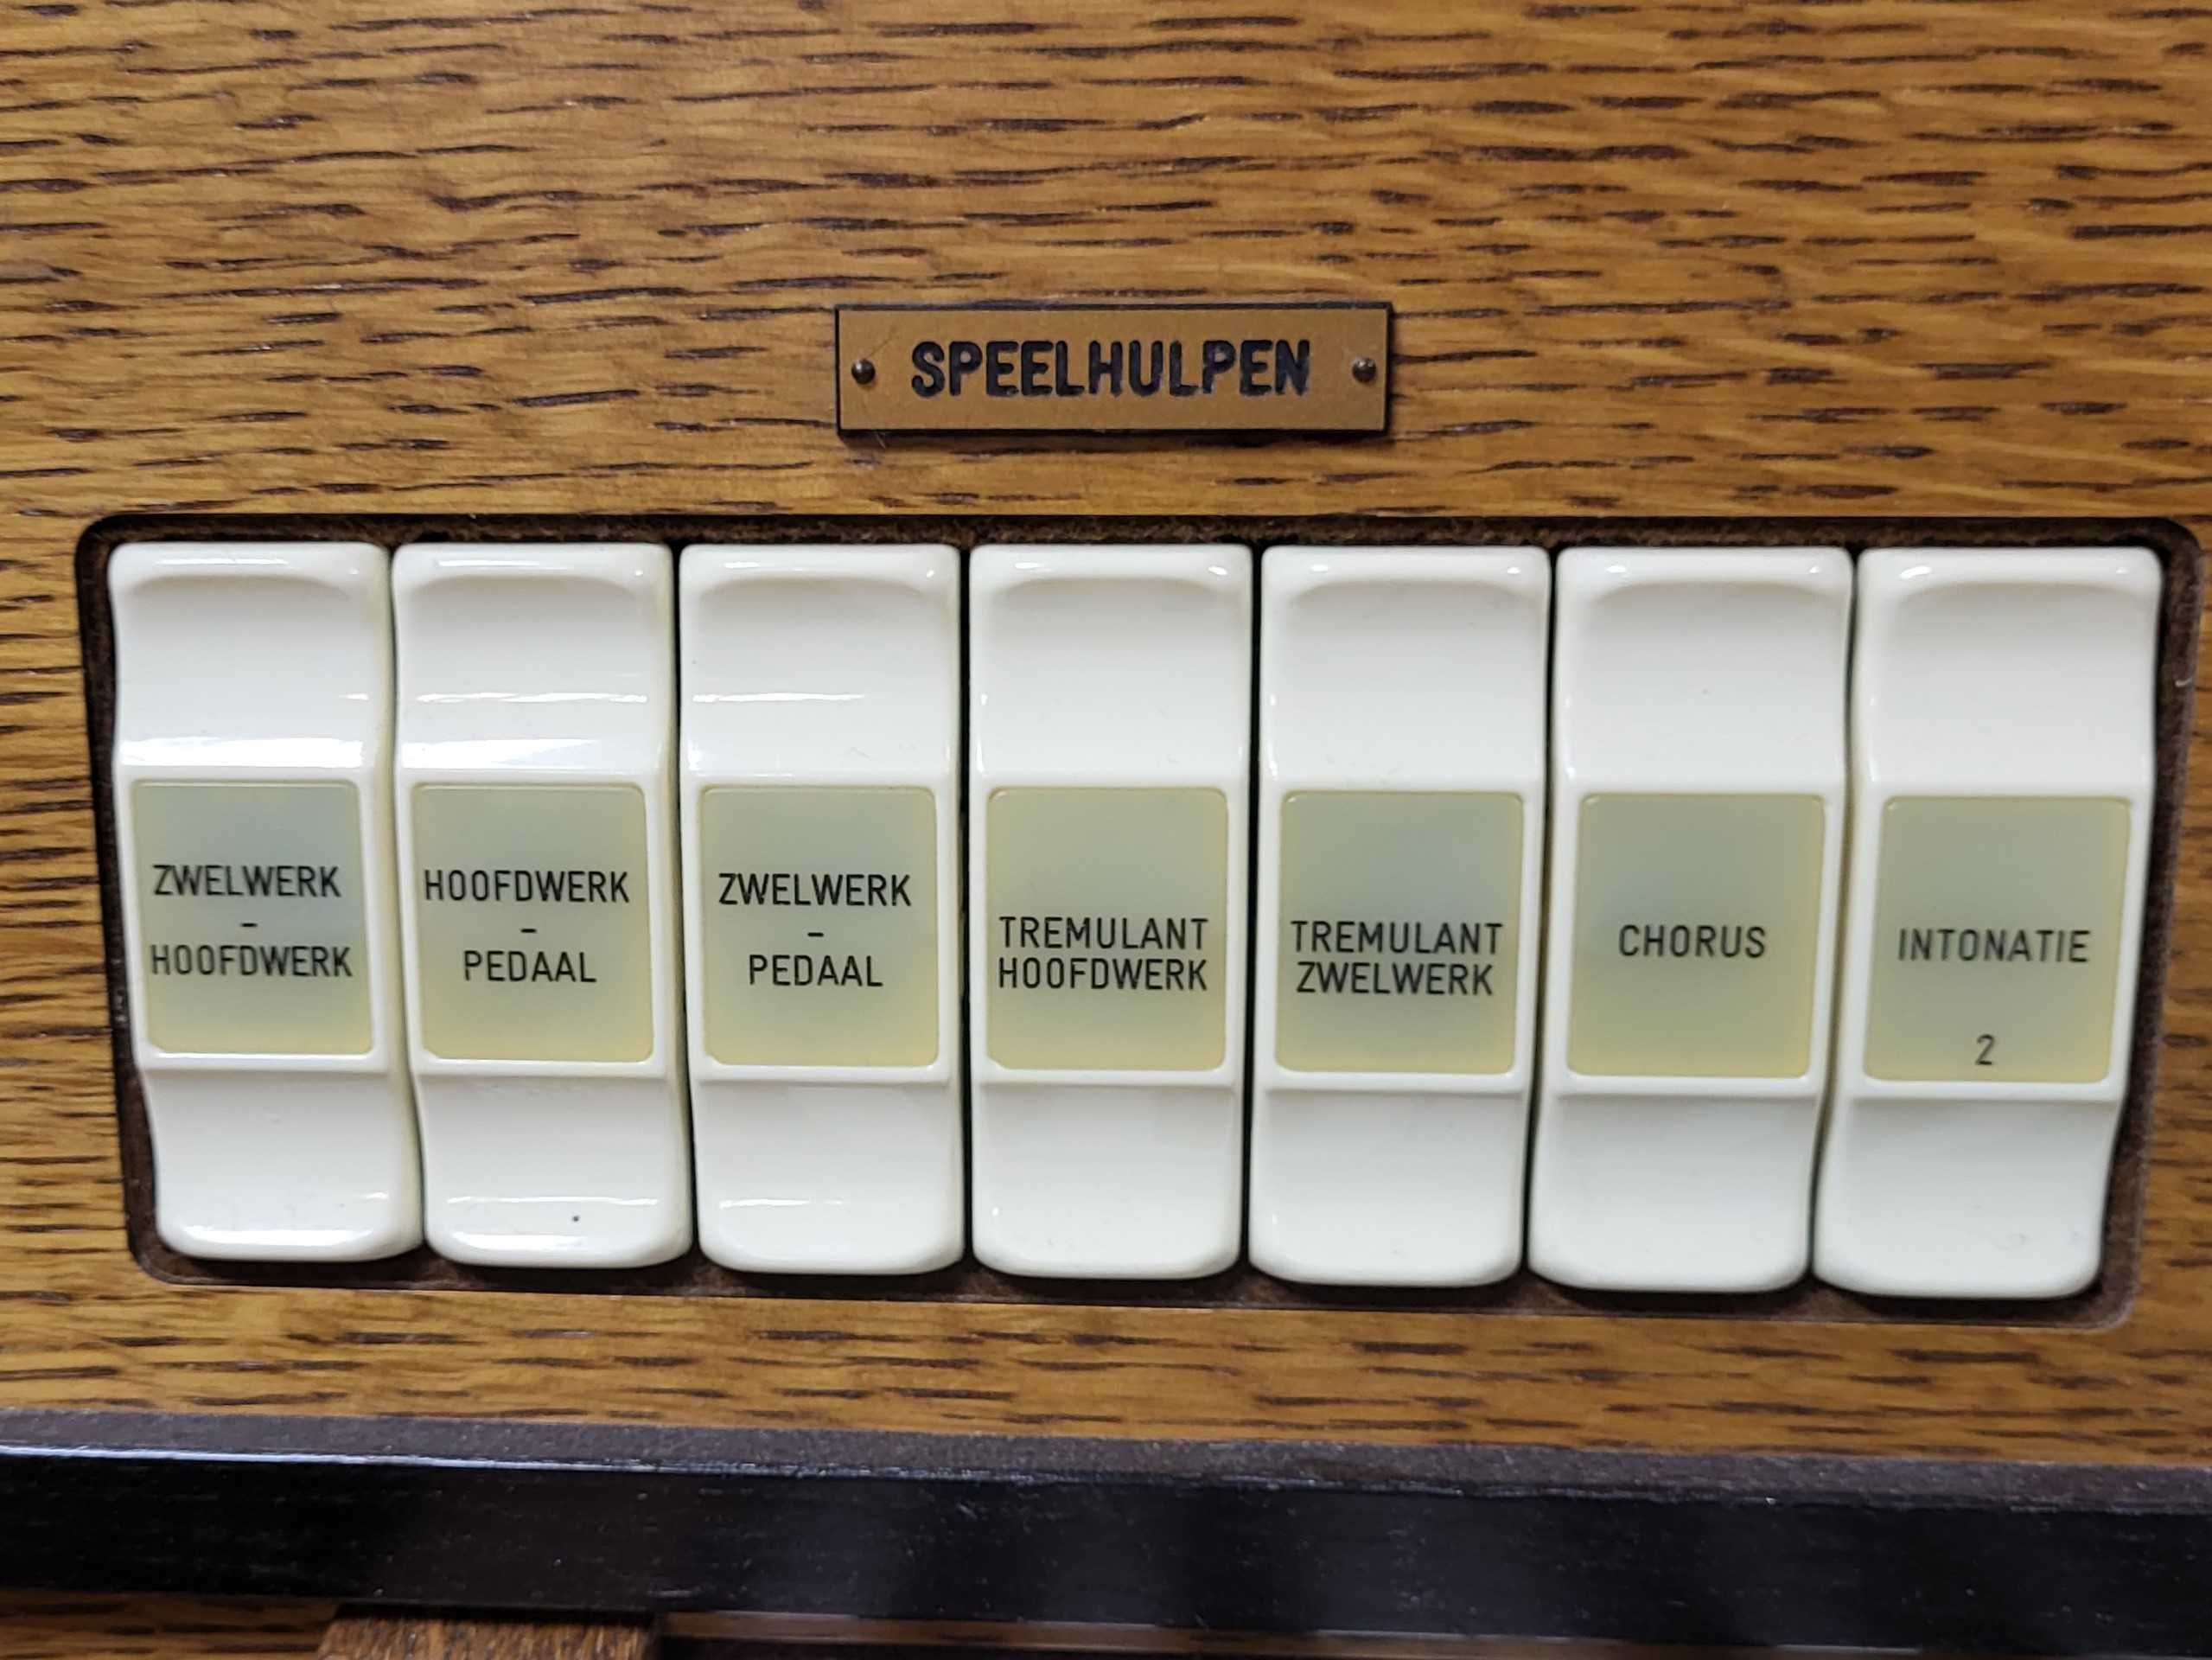 SPEELHULPEN
ZWELWERK
-
HOOFDWERK
HOOFDWERK
-
PEDAAL
ZWELWERK
-
PEDAAL
TREMULANT
HOOFDWERK
TREMULANT
ZWELWERK
CHORUS
INTONATIE
2